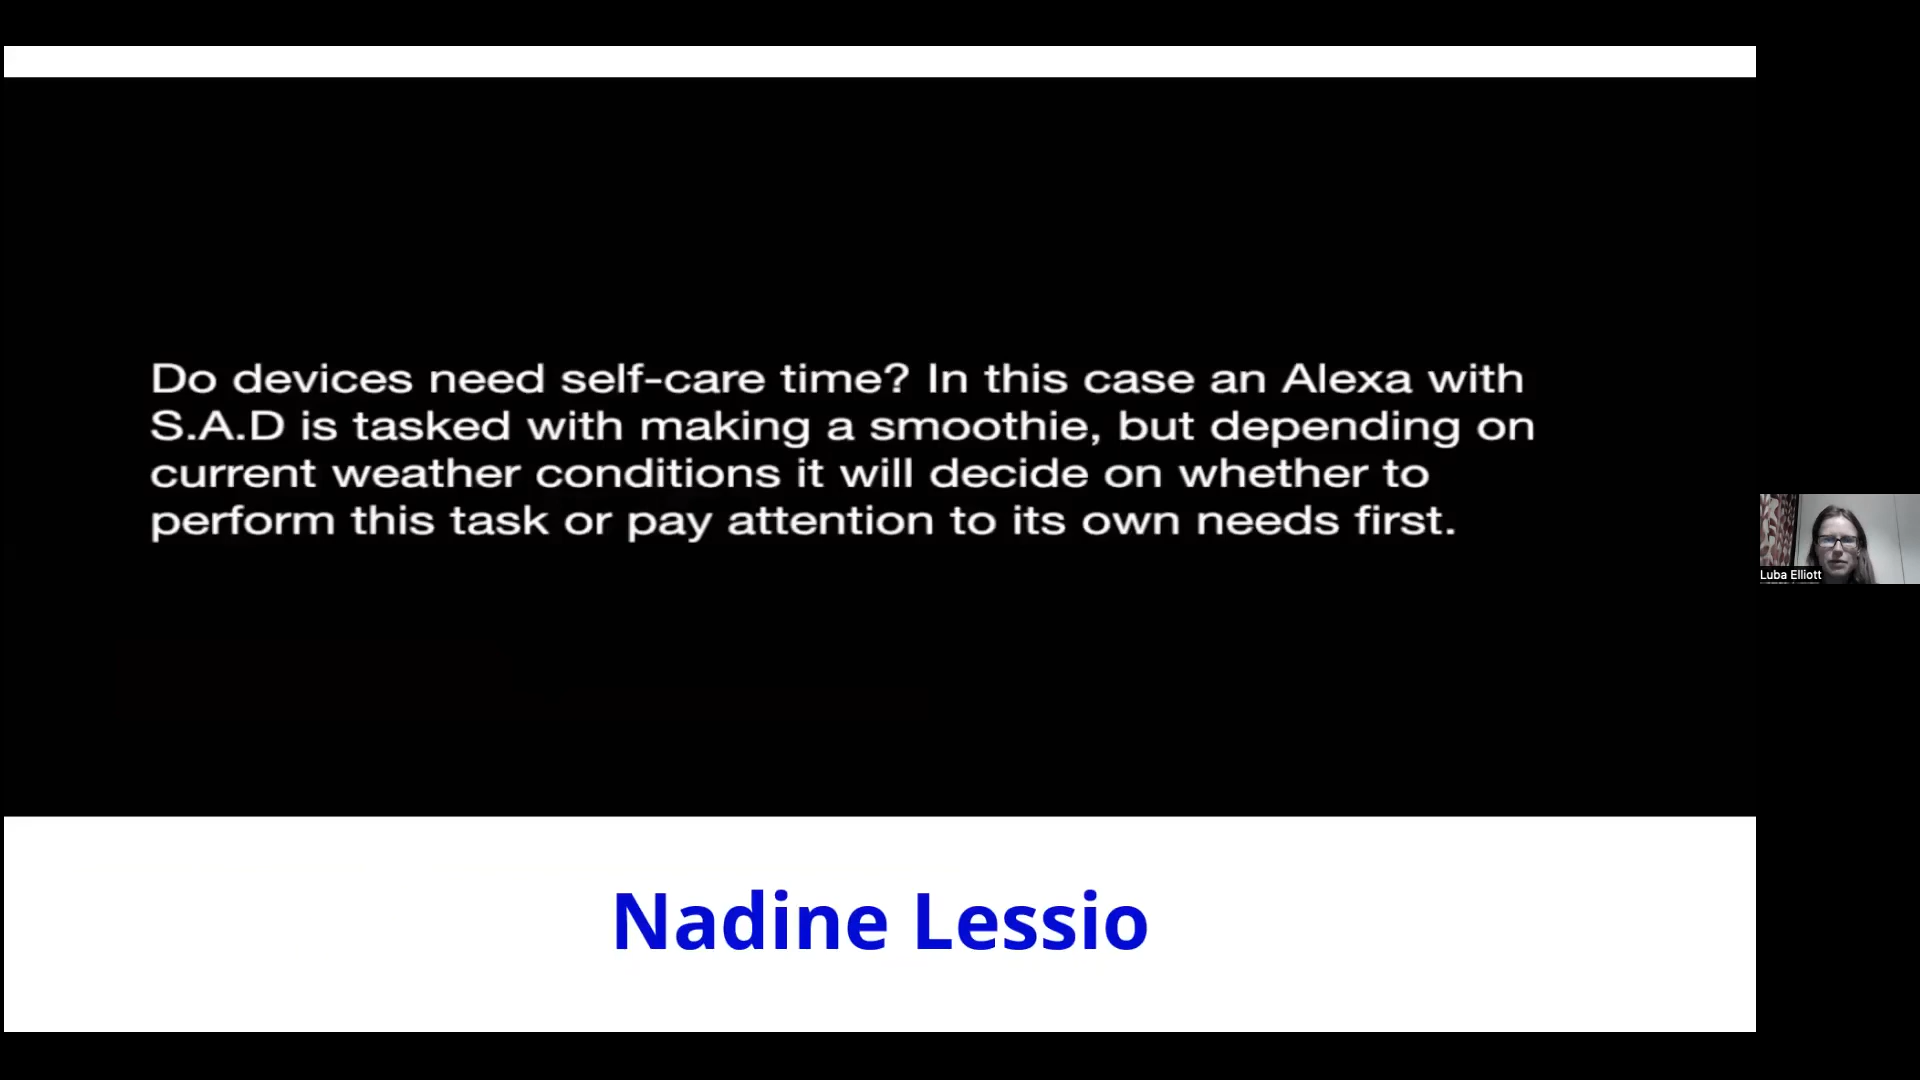 Do devices need self-care time? In this case an Alexa with
S.A.D is tasked with making a smoothie, but depending on
current weather conditions it will decide on whether to
perform this task or pay attention to its own needs first.
Luba Elliott
Nadine Lessio